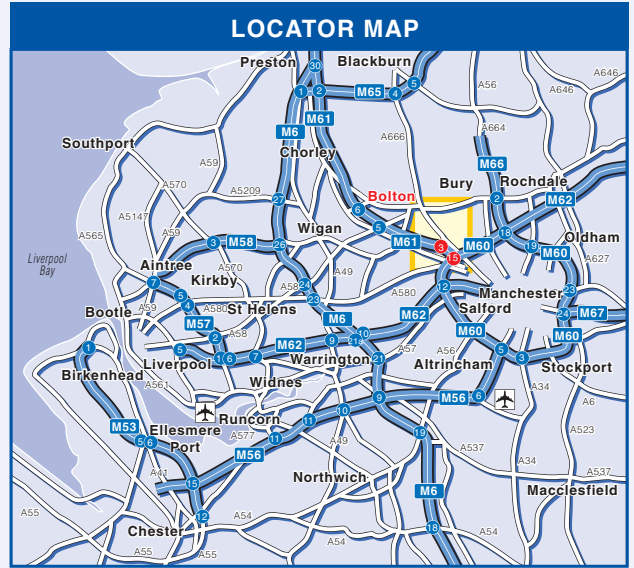 LOCATOR MAP
Preston
30
Blackburn
1
2
M65
4
5
A56
A646
A646
M6
M61
A666
A664
Southport
Chorley
A59
M66
A570
A5209
Bury
Rochdale
27
Bolton
2
M62
A5147
A565
A59
6
Wigan
5
18
3
M58
26
M61
3
M60
19
Oldham
Liverpool
Bay
15
M60
Aintree
A570
A49
A627
Kirkby
7
A58
24
12
A580
Manchester
23
5
23
4
Bootle
A59
A580
St Helens
Salford
M6
M62
24
M67
M57
A58
2
10
M60
M60
1
5
M62
9
21a
10
6
7
A57
A56
5
3
Liverpool
Warrington
21
Altrincham
Stockport
Birkenhead
A561
Widnes
A34
9
M56
6
A6
10
Runcorn
11
M53
Ellesmere
Port
A577
11
19
A523
5
6
A49
A537
M56
A34
A41
15
Northwich
A537
M6
Macclesfield
A55
12
A54
18
Chester
A54
A55
A54
A55